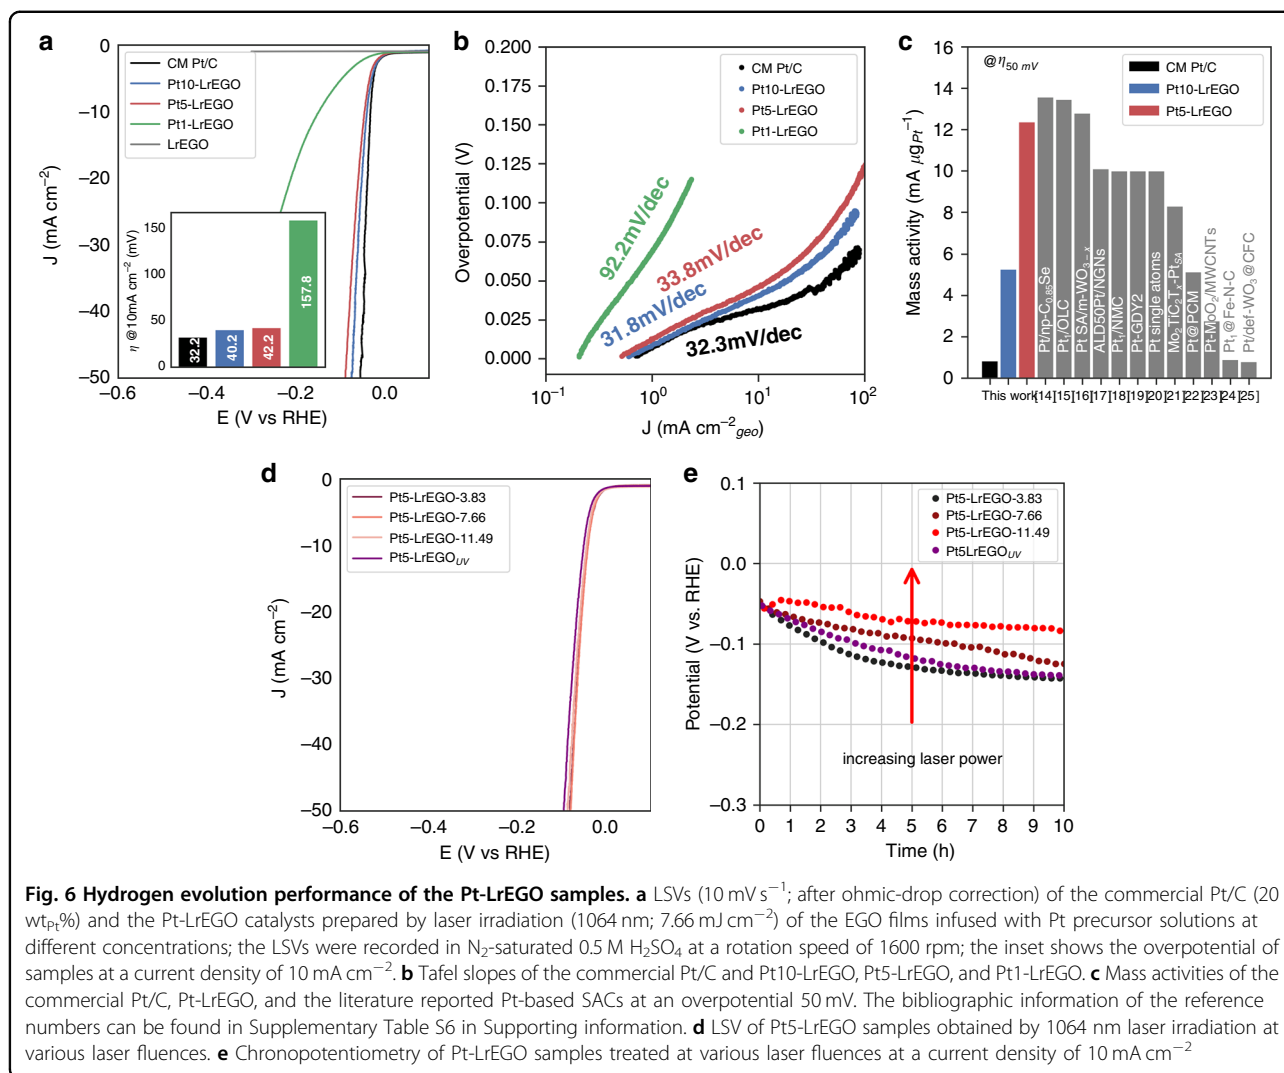 a
0
−10
−20
−30
−40
−50
J (mA cm⁻²)
CM Pt/C
Pt10-LrEGO
Pt5-LrEGO
Pt1-LrEGO
LrEGO
η @10mA cm⁻² (mV)
150
100
50
0
32.2
40.2
42.2
157.8
−0.6
−0.4
−0.2
0.0
E (V vs RHE)
b
0.200
0.175
0.150
0.125
0.100
0.075
0.050
0.025
0.000
Overpotential (V)
CM Pt/C
Pt10-LrEGO
Pt5-LrEGO
Pt1-LrEGO
92.2mV/dec
33.8mV/dec
31.8mV/dec
32.3mV/dec
10⁻¹
10⁰
10¹
10²
J (mA cm⁻²geo)
c
16
14
12
10
8
6
4
2
0
Mass activity (mA μgPt⁻¹)
@η50 mV
CM Pt/C
Pt10-LrEGO
Pt5-LrEGO
Pt/np-C0.85Se
Pt1/OLC
Pt SA/m-WO3−x
ALD50Pt/NGNs
Pt1/NMC
Pt-GDY2
Pt single atoms
Mo2TiC2Tx-PtSA
Pt@PCM
Pt-MoO2/MWCNTs
Pt1@Fe-N-C
Pt/def-WO3@CFC
This work[14][15][16][17][18][19][20][21][22][23][24][25]
d
0
−10
−20
−30
−40
−50
J (mA cm⁻²)
Pt5-LrEGO-3.83
Pt5-LrEGO-7.66
Pt5-LrEGO-11.49
Pt5-LrEGOUV
−0.6
−0.4
−0.2
0.0
E (V vs RHE)
e
0.1
0.0
−0.1
−0.2
−0.3
Potential (V vs. RHE)
Pt5-LrEGO-3.83
Pt5-LrEGO-7.66
Pt5-LrEGO-11.49
Pt5LrEGOUV
increasing laser power
0 1 2 3 4 5 6 7 8 9 10
Time (h)
Fig. 6 Hydrogen evolution performance of the Pt-LrEGO samples. a LSVs (10 mV s⁻¹; after ohmic-drop correction) of the commercial Pt/C (20
wtPt%) and the Pt-LrEGO catalysts prepared by laser irradiation (1064 nm; 7.66 mJ cm⁻²) of the EGO films infused with Pt precursor solutions at
different concentrations; the LSVs were recorded in N₂-saturated 0.5 M H₂SO₄ at a rotation speed of 1600 rpm; the inset shows the overpotential of
samples at a current density of 10 mA cm⁻². b Tafel slopes of the commercial Pt/C and Pt10-LrEGO, Pt5-LrEGO, and Pt1-LrEGO. c Mass activities of the
commercial Pt/C, Pt-LrEGO, and the literature reported Pt-based SACs at an overpotential 50 mV. The bibliographic information of the reference
numbers can be found in Supplementary Table S6 in Supporting information. d LSV of Pt5-LrEGO samples obtained by 1064 nm laser irradiation at
various laser fluences. e Chronopotentiometry of Pt-LrEGO samples treated at various laser fluences at a current density of 10 mA cm⁻²